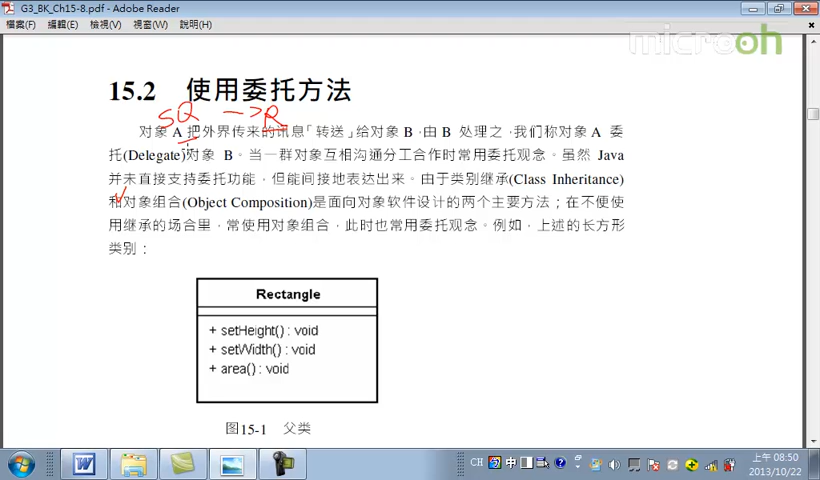 G3_BK_Ch15-8.pdf - Adobe Reader
檔案(F) 編輯(E) 檢視(V) 視窗(W) 說明(H)
microoh
15.2 使用委托方法
SQ → R
对象 A 把外界传来的讯息「转送」给对象 B，由 B 处理之，我们称对象 A 委
托(Delegate)对象 B。当一群对象互相沟通分工合作时常用委托观念。虽然 Java
并未直接支持委托功能，但能间接地表达出来。由于类别继承(Class Inheritance)
和对象组合(Object Composition)是面向对象软件设计的两个主要方法；在不便使
用继承的场合里，常使用对象组合，此时也常用委托观念。例如，上述的长方形
类别：
Rectangle
+ setHeight() : void
+ setWidth() : void
+ area() : void
图15-1 父类
CH 中
上午 08:50
2013/10/22